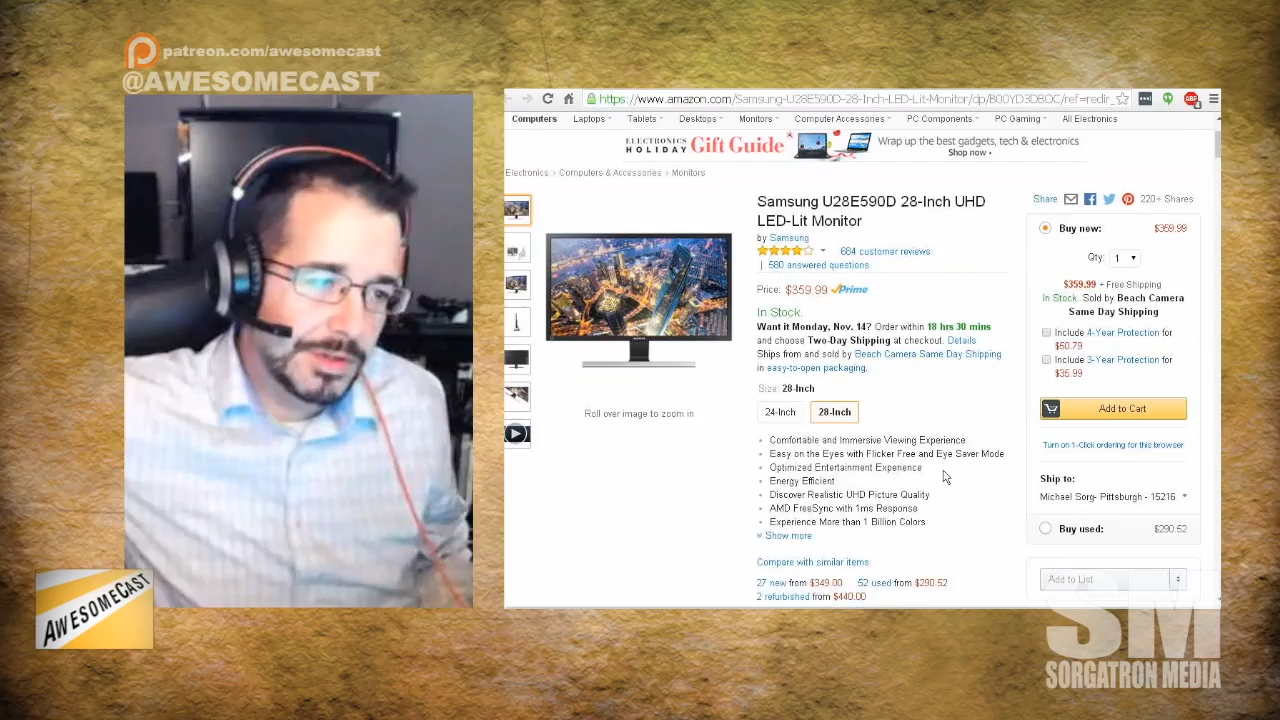 patreon.com/awesomecast
@AWESOMECAST
https://www.amazon.com/Samsung-U28E590D-28-Inch-LED-Lit-Monitor/dp/B00YD3DBOC/ref=redir_
ABP
Computers Laptops Tablets Desktops Monitors Computer Accessories PC Components PC Gaming All Electronics
ELECTRONICS HOLIDAY Gift Guide
Wrap up the best gadgets, tech & electronics
Shop now
Electronics › Computers & Accessories › Monitors
Samsung U28E590D 28-Inch UHD
LED-Lit Monitor
by Samsung
684 customer reviews
| 580 answered questions
Price: $359.99 Prime
In Stock.
Want it Monday, Nov. 14? Order within 18 hrs 30 mins
and choose Two-Day Shipping at checkout. Details
Ships from and sold by Beach Camera Same Day Shipping
in easy-to-open packaging.
Size: 28-Inch
24-Inch 28-Inch
Comfortable and Immersive Viewing Experience
Easy on the Eyes with Flicker Free and Eye Saver Mode
Optimized Entertainment Experience
Energy Efficient
Discover Realistic UHD Picture Quality
AMD FreeSync with 1ms Response
Experience More than 1 Billion Colors
Show more
Compare with similar items
27 new from $349.00 52 used from $290.52
2 refurbished from $440.00
Roll over image to zoom in
Share 220+ Shares
Buy new: $359.99
Qty: 1
$359.99 + Free Shipping
In Stock. Sold by Beach Camera
Same Day Shipping
Include 4-Year Protection for
$50.79
Include 3-Year Protection for
$35.99
Add to Cart
Turn on 1-Click ordering for this browser
Ship to:
Michael Sorg- Pittsburgh - 15216
Buy used: $290.52
Add to List
AWESOMECAST
SM
SORGATRON MEDIA